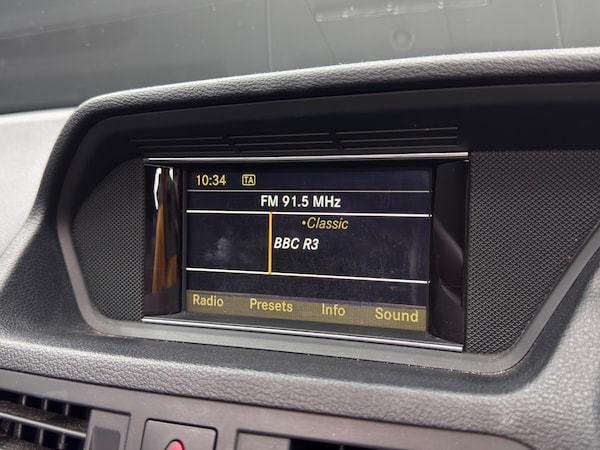 10:34 TA
FM 91.5 MHz
•Classic
BBC R3
Radio Presets Info Sound